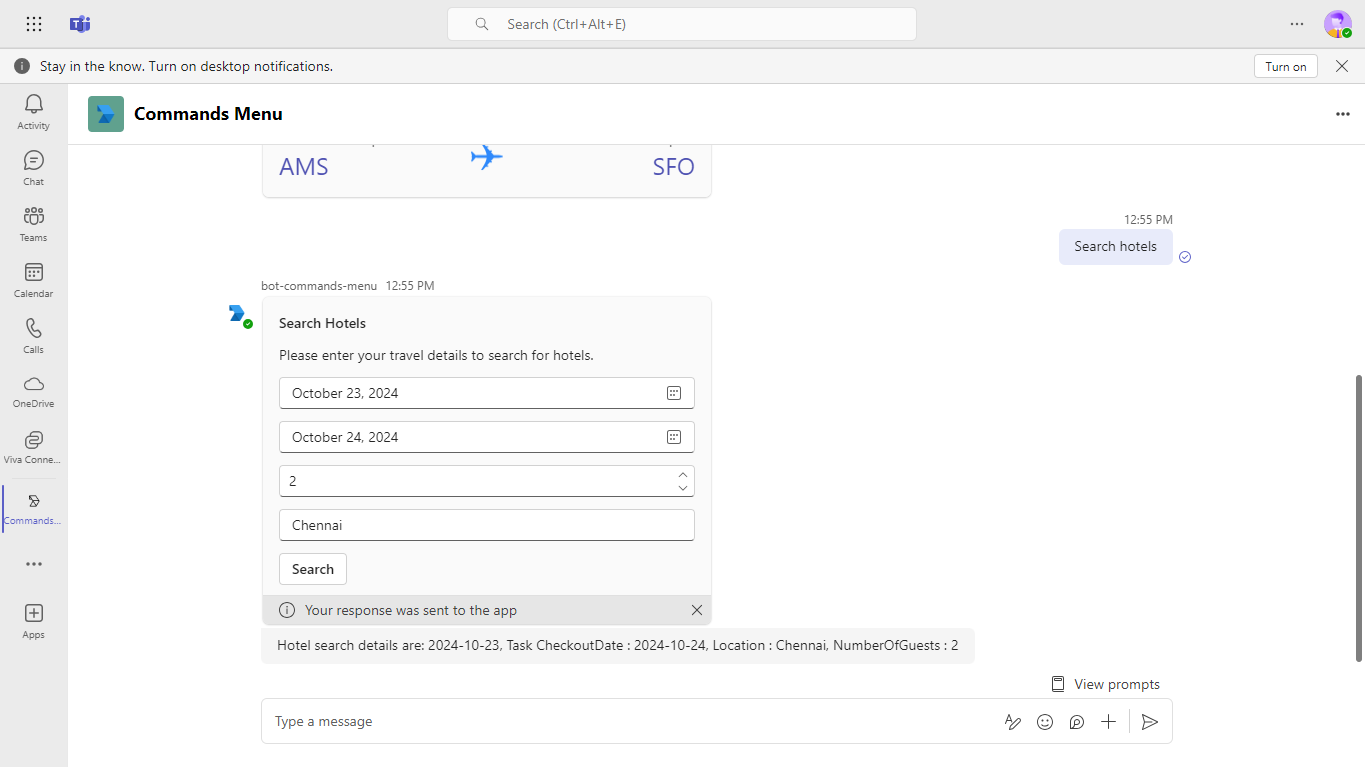 Search (Ctrl+Alt+E)
Stay in the know. Turn on desktop notifications.
Turn on
Activity
Chat
Teams
Calendar
Calls
OneDrive
Viva Conne...
Commands...
Apps
Commands Menu
AMS
SFO
12:55 PM
Search hotels
bot-commands-menu 12:55 PM
Search Hotels
Please enter your travel details to search for hotels.
October 23, 2024
October 24, 2024
2
Chennai
Search
Your response was sent to the app
Hotel search details are: 2024-10-23, Task CheckoutDate : 2024-10-24, Location : Chennai, NumberOfGuests : 2
View prompts
Type a message